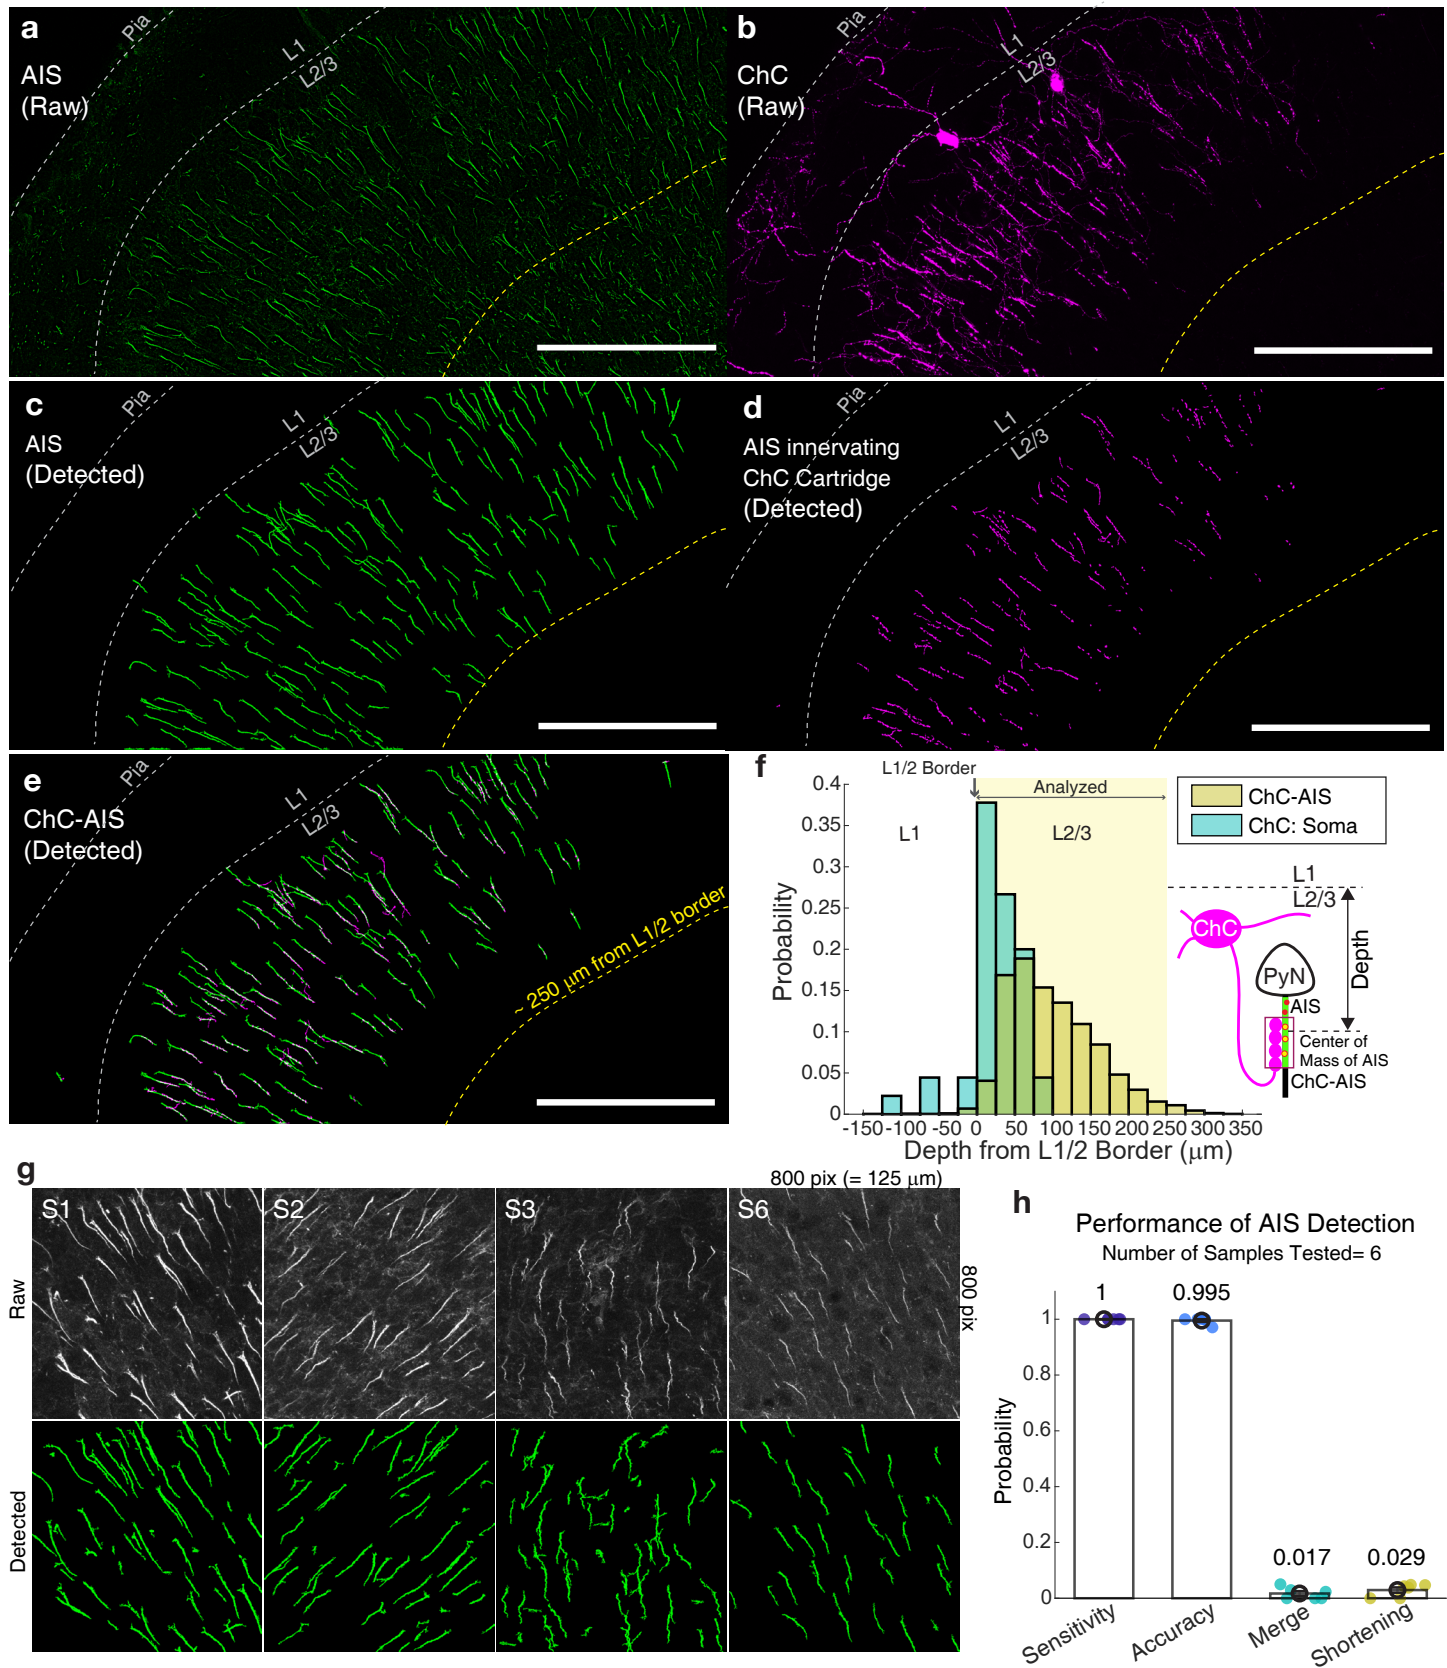 a
AIS
(Raw)
Pia
L1
L2/3
b
ChC
(Raw)
Pia
L1
L2/3
c
AIS
(Detected)
Pia
L1
L2/3
d
AIS innervating
ChC Cartridge
(Detected)
Pia
L1
L2/3
e
ChC-AIS
(Detected)
Pia
L1
L2/3
~ 250 μm from L1/2 border
f
L1/2 Border
Analyzed
L1
L2/3
ChC-AIS
ChC: Soma
Probability
0.4
0.35
0.3
0.25
0.2
0.15
0.1
0.05
0
-150 -100 -50 0 50 100 150 200 250 300 350
Depth from L1/2 Border (μm)
L1
L2/3
ChC
PyN
Depth
AIS
Center of
Mass of AIS
ChC-AIS
g
800 pix (= 125 μm)
800 pix
S1
S2
S3
S6
Raw
Detected
h
Performance of AIS Detection
Number of Samples Tested= 6
1
0.995
0.017
0.029
Probability
1
0.8
0.6
0.4
0.2
0
Sensitivity
Accuracy
Merge
Shortening